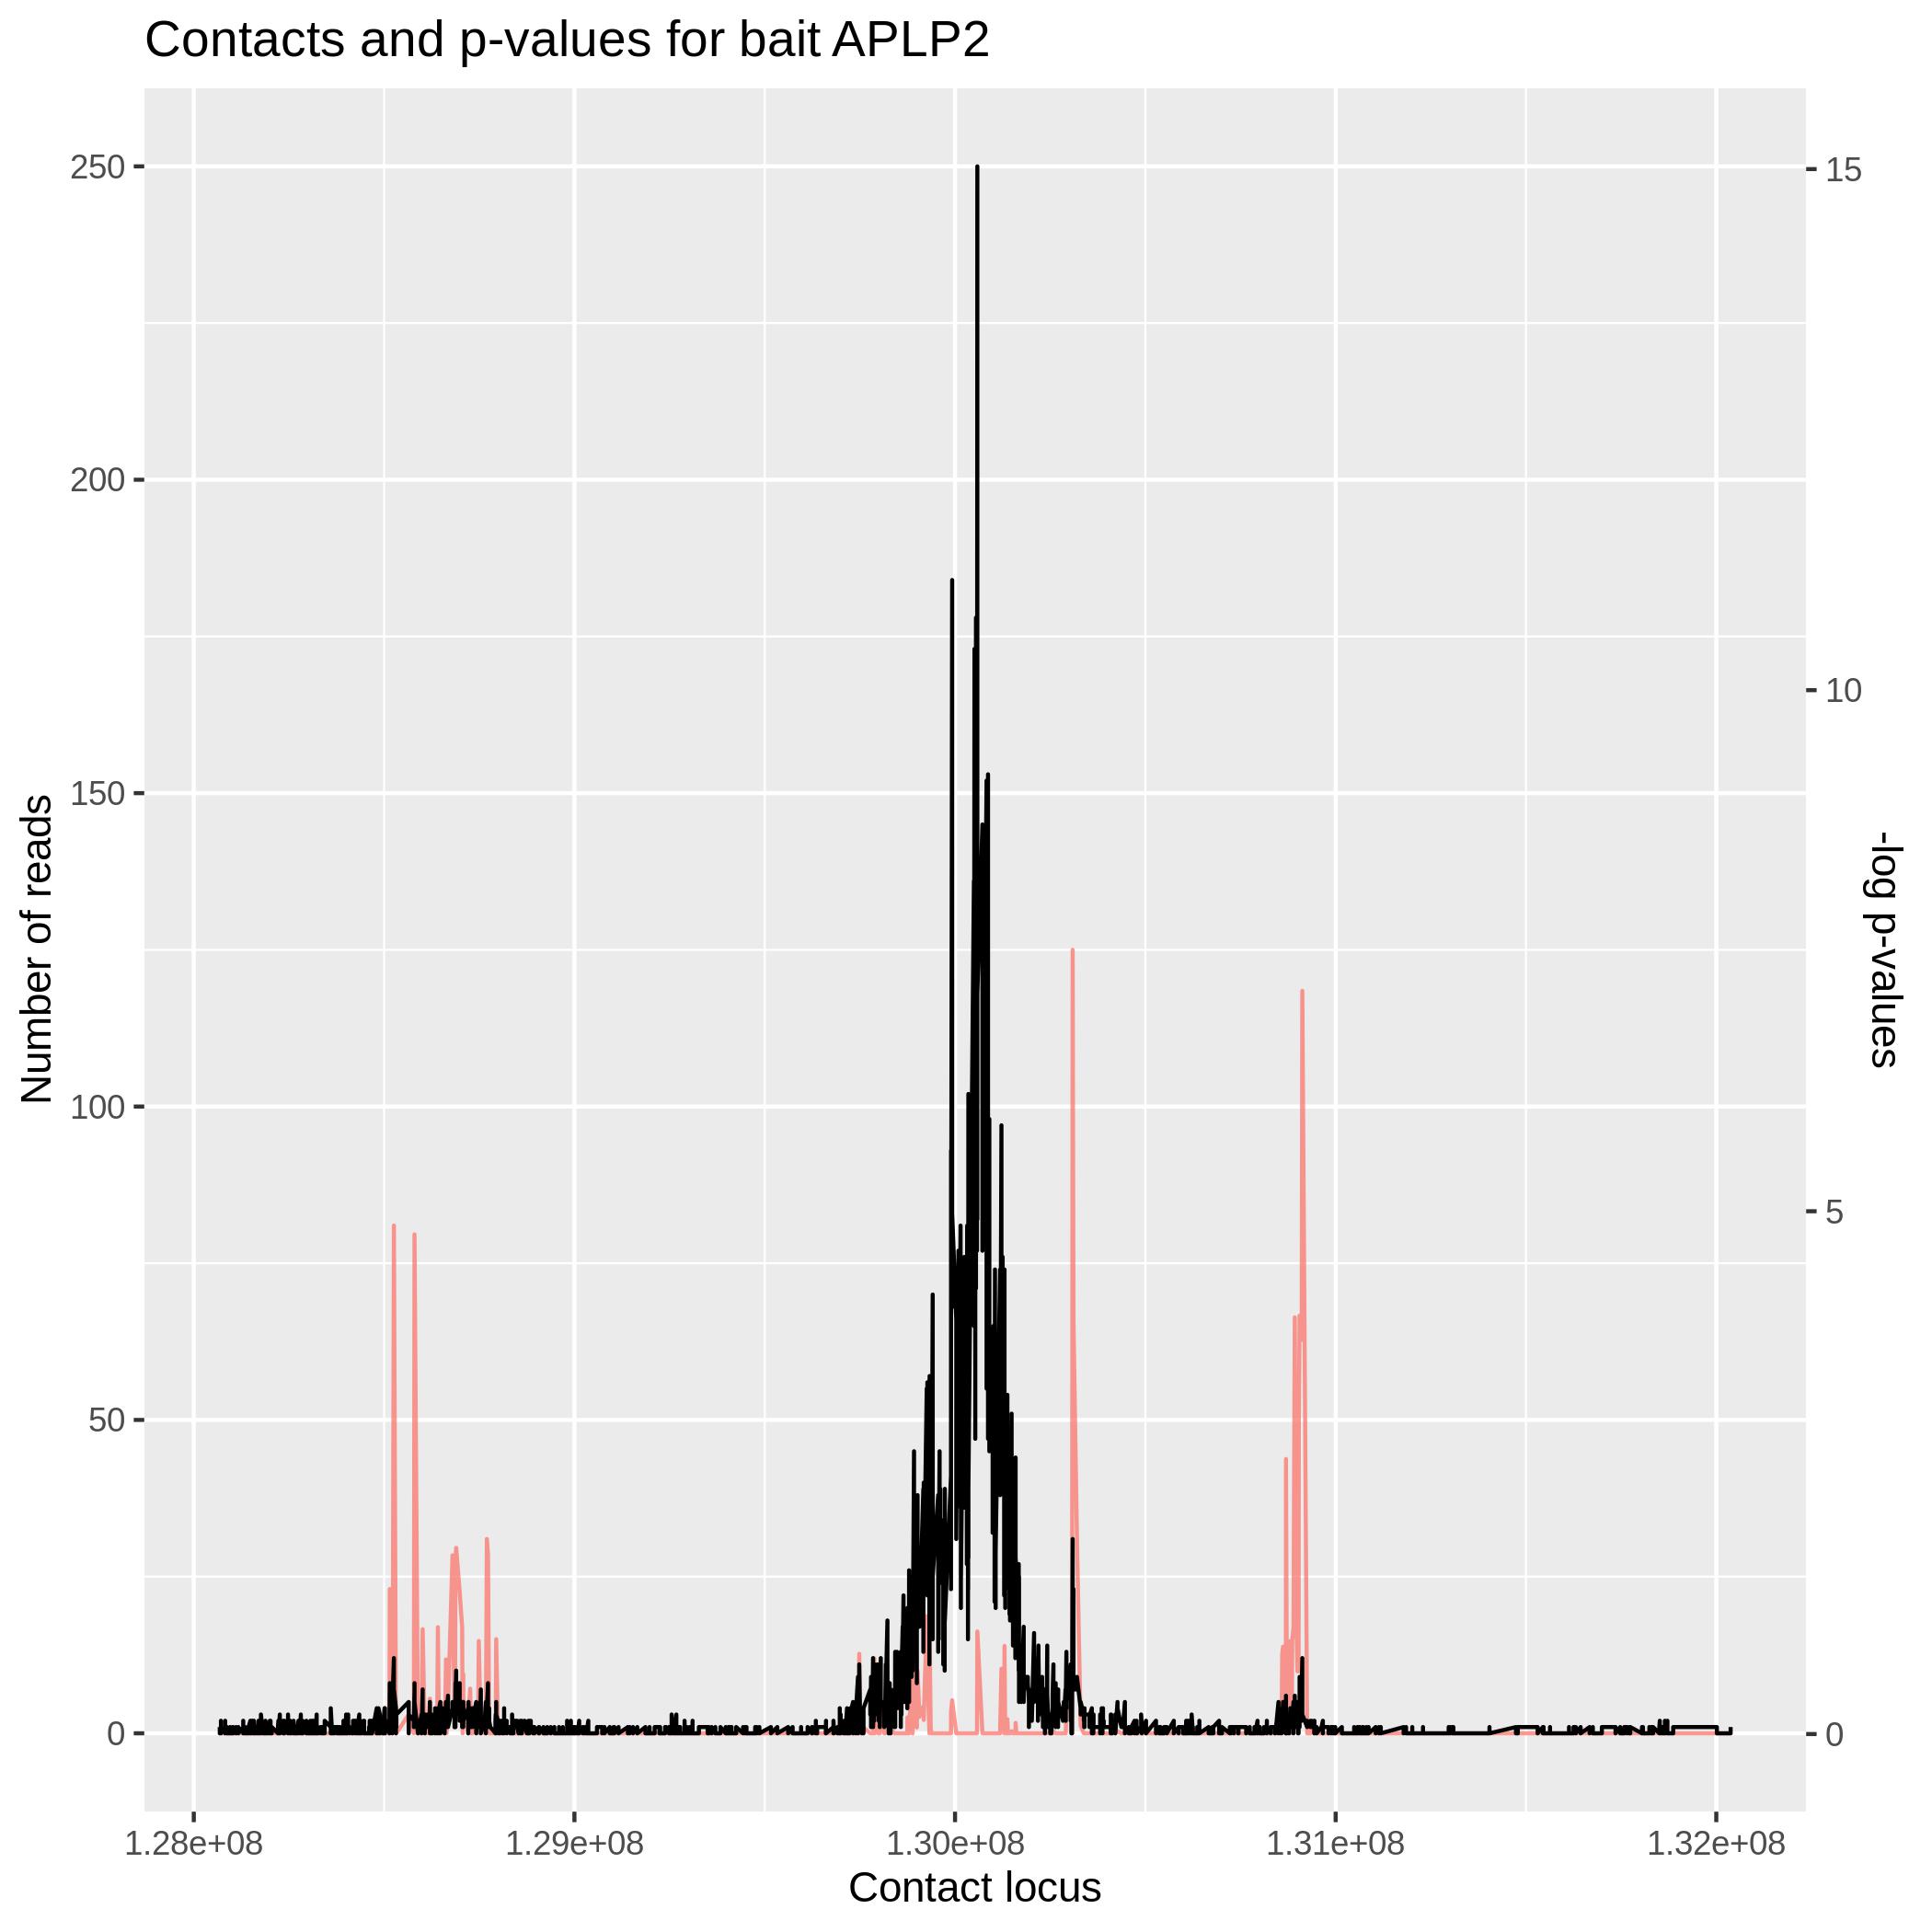 Contacts and p-values for bait APLP2
250
200
150
100
50
0
Number of reads
15
10
5
0
-log p-values
1.28e+08 1.29e+08 1.30e+08 1.31e+08 1.32e+08
Contact locus